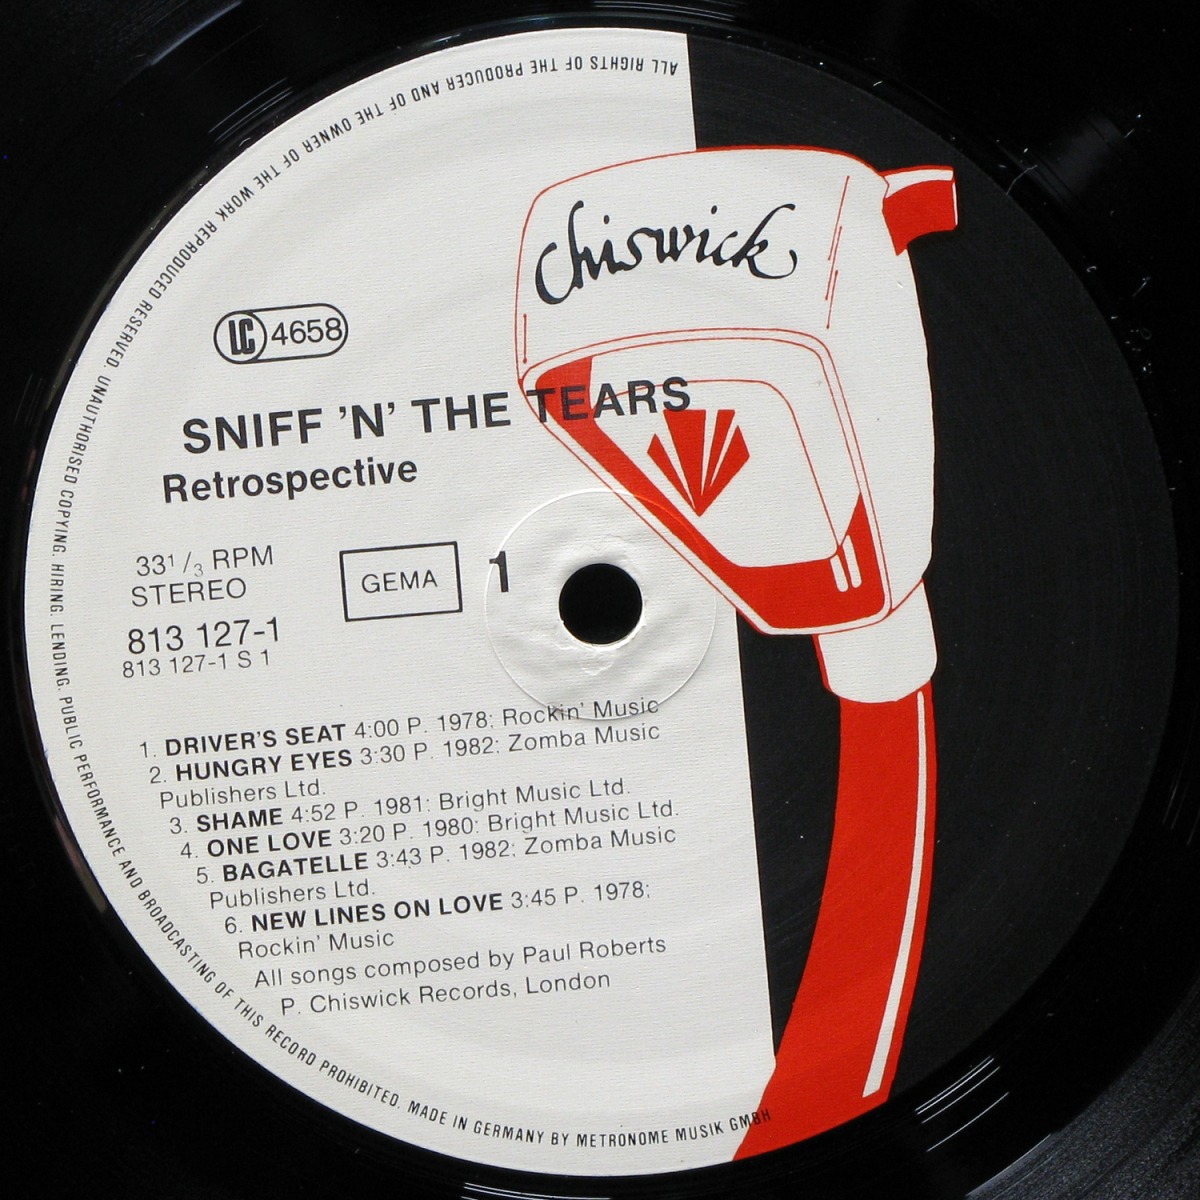 ALL RIGHTS OF THE PRODUCER AND OF THE OWNER OF THE WORK REPRODUCED RESERVED. UNAUTHORISED COPYING. HIRING. LENDING. PUBLIC PERFORMANCE AND BROADCASTING OF THIS RECORD PROHIBITED. MADE IN GERMANY BY METRONOME MUSIK GMBH
chiswick
LC 4658
SNIFF 'N' THE TEARS
Retrospective
33 1/3 RPM
STEREO
GEMA
1
813 127-1
813 127-1 S 1
1. DRIVER'S SEAT 4:00 P. 1978; Rockin' Music
2. HUNGRY EYES 3:30 P. 1982; Zomba Music
Publishers Ltd.
3. SHAME 4:52 P. 1981; Bright Music Ltd.
4. ONE LOVE 3:20 P. 1980; Bright Music Ltd.
5. BAGATELLE 3:43 P. 1982; Zomba Music
Publishers Ltd.
6. NEW LINES ON LOVE 3:45 P. 1978;
Rockin' Music
All songs composed by Paul Roberts
P. Chiswick Records, London